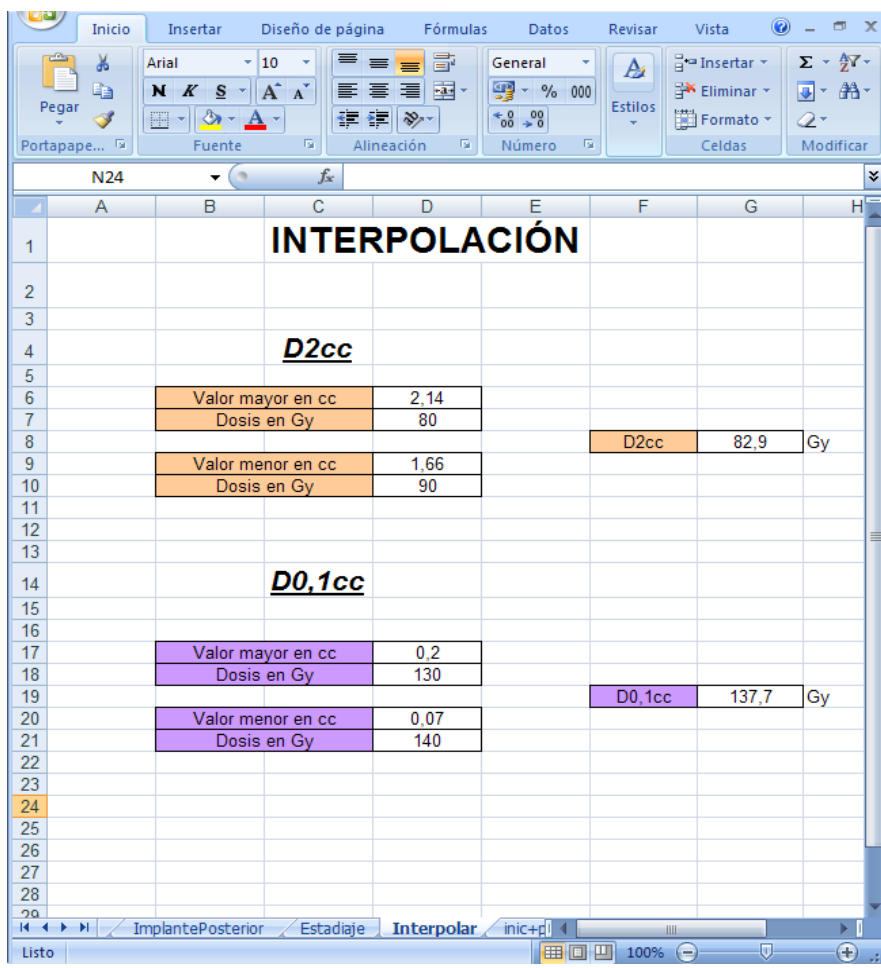 Inicio Insertar Diseño de página Fórmulas Datos Revisar Vista
Pegar
Portapape...
Arial 10
N K S A A
A
Fuente
Alineación
General
% 000
Número
A
Estilos
Insertar
Eliminar
Formato
Celdas
Σ
Modificar
N24 fx
A B C D E F G H
1 INTERPOLACIÓN
2
3
4 D2cc
5
6 Valor mayor en cc 2,14
7 Dosis en Gy 80
8 D2cc 82,9 Gy
9 Valor menor en cc 1,66
10 Dosis en Gy 90
11
12
13
14 D0,1cc
15
16
17 Valor mayor en cc 0,2
18 Dosis en Gy 130
19 D0,1cc 137,7 Gy
20 Valor menor en cc 0,07
21 Dosis en Gy 140
22
23
24
25
26
27
28
29
ImplantePosterior Estadiaje Interpolar inic+p
Listo 100%